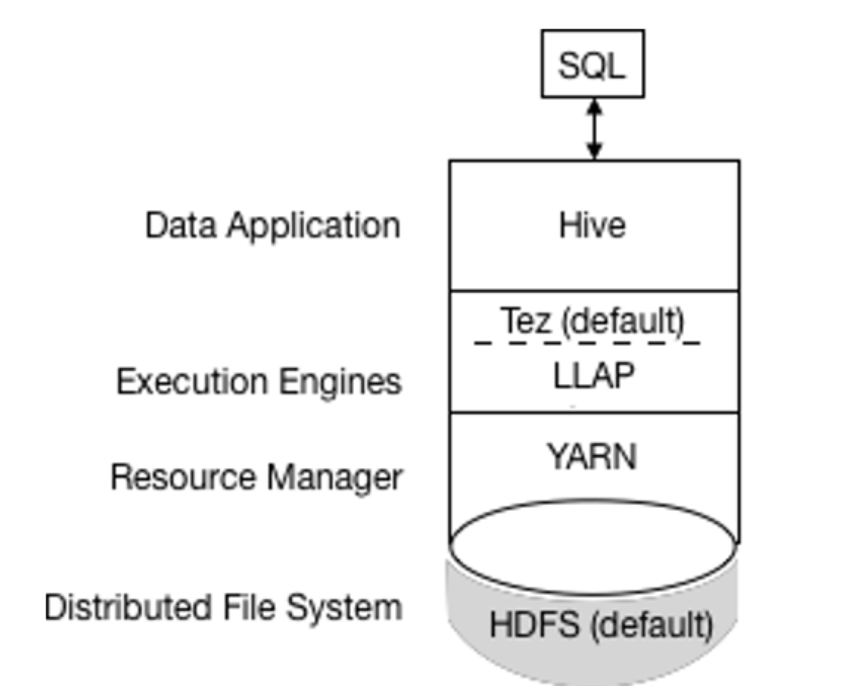 SQL
Data Application
Hive
Tez (default)
Execution Engines
LLAP
YARN
Resource Manager
Distributed File System
HDFS (default)